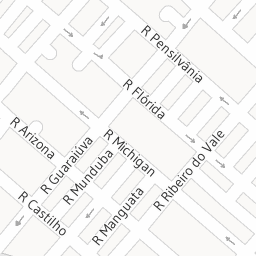 R Pensilvânia
R Flórida
R Arizona
R Guaraiúva
R Michigan
R Munduba
R Ribeiro do Vale
R Castilho
R Manguata